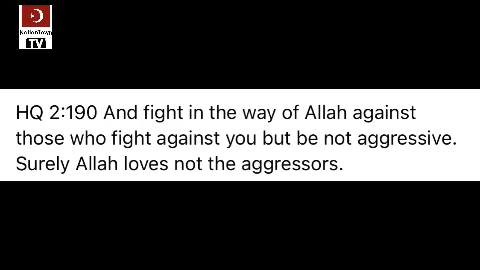 NationTown
TV
HQ 2:190 And fight in the way of Allah against
those who fight against you but be not aggressive.
Surely Allah loves not the aggressors.